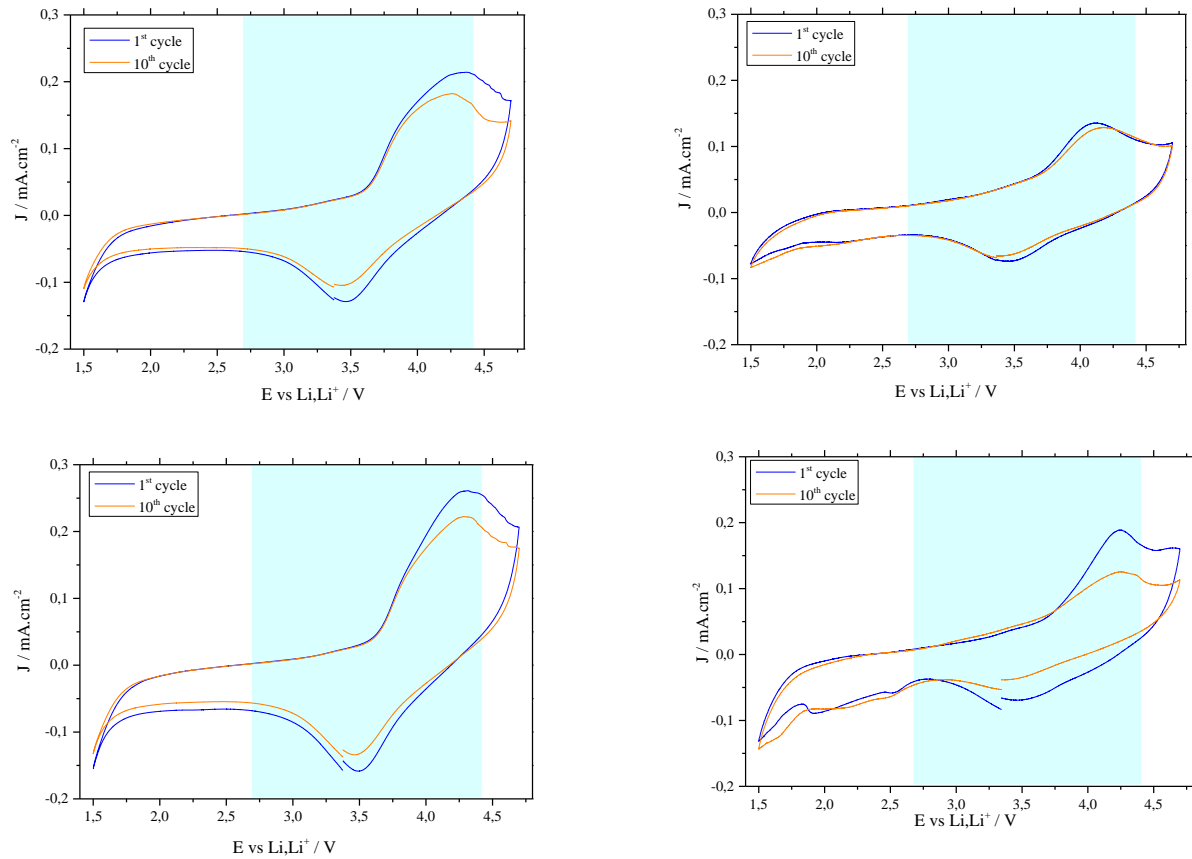 0,3
1st cycle
10th cycle
0,2
0,1
0,0
-0,1
-0,2
J / mA.cm-2
1,5 2,0 2,5 3,0 3,5 4,0 4,5
E vs Li,Li+ / V
0,3
1st cycle
10th cycle
0,2
0,1
0,0
-0,1
-0,2
J / mA.cm-2
1,5 2,0 2,5 3,0 3,5 4,0 4,5
E vs Li,Li+ / V
0,3
1st cycle
10th cycle
0,2
0,1
0,0
-0,1
-0,2
J / mA.cm-2
1,5 2,0 2,5 3,0 3,5 4,0 4,5
E vs Li,Li+ / V
0,3
1st cycle
10th cycle
0,2
0,1
0,0
-0,1
-0,2
J / mA.cm-2
1,5 2,0 2,5 3,0 3,5 4,0 4,5
E vs Li,Li+ / V